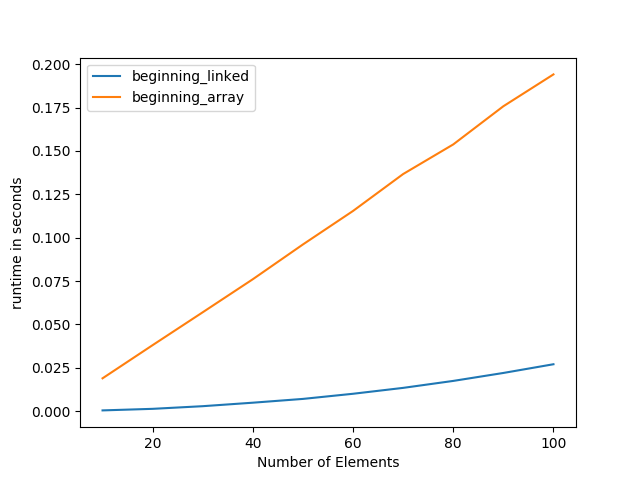 beginning_linked
beginning_array
runtime in seconds
0.200
0.175
0.150
0.125
0.100
0.075
0.050
0.025
0.000
20 40 60 80 100
Number of Elements